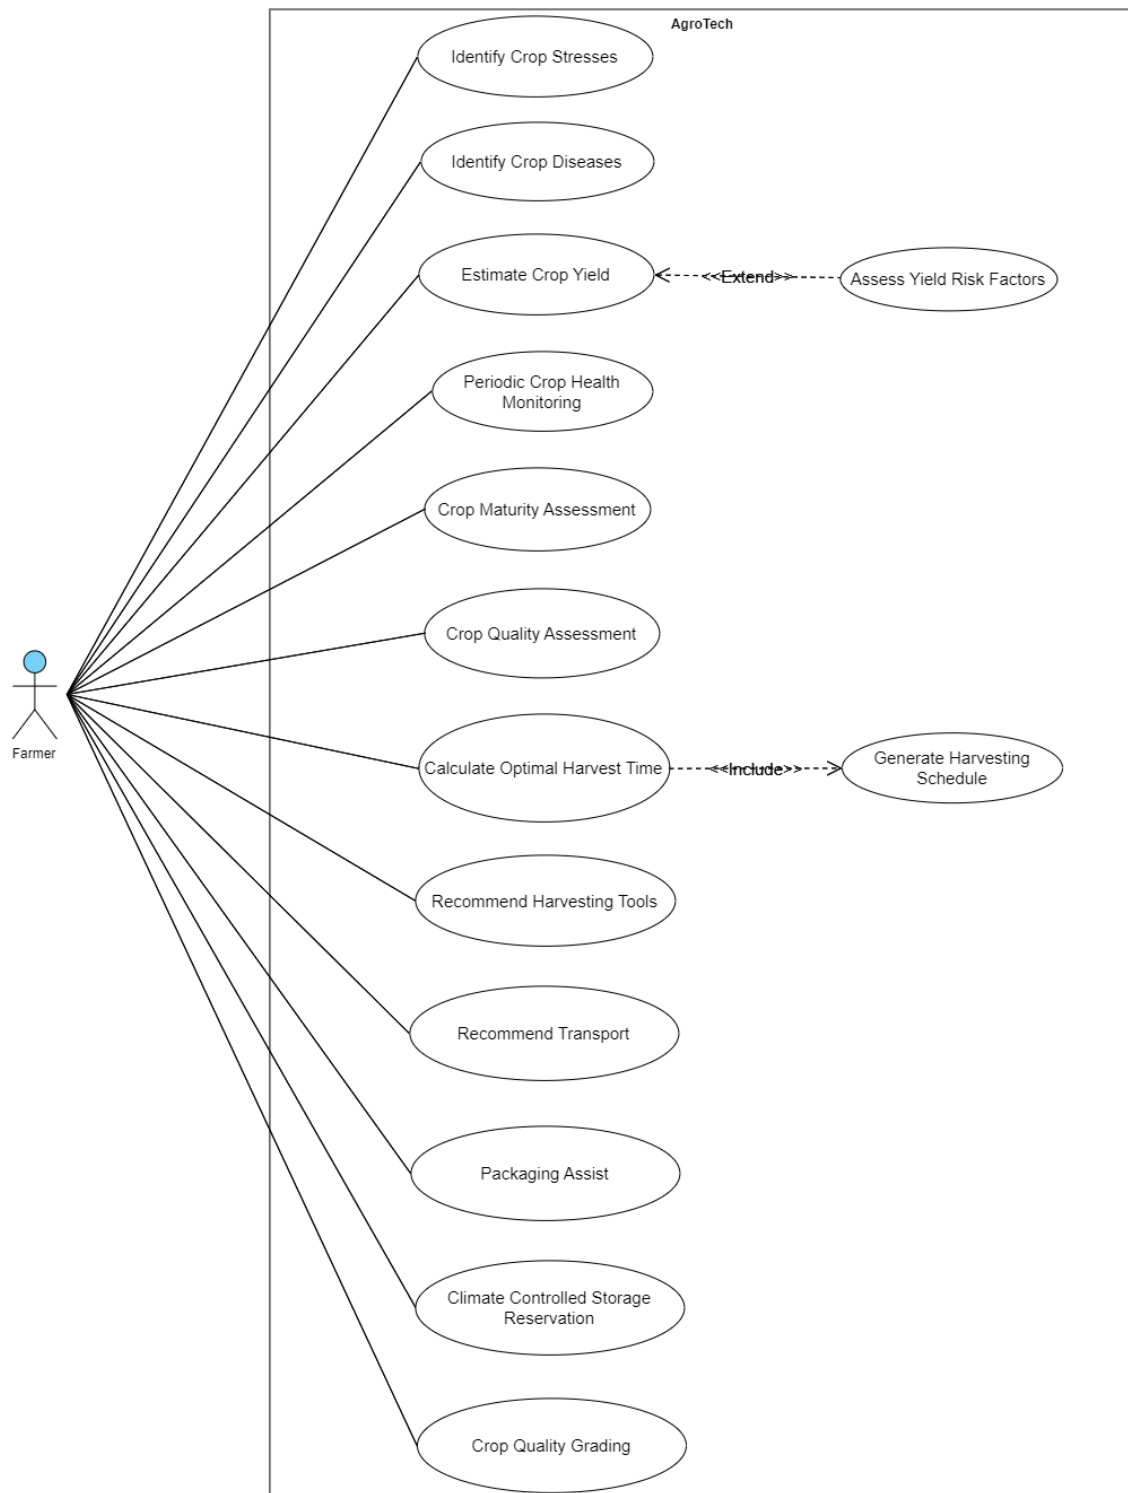 AgroTech
Identify Crop Stresses
Identify Crop Diseases
Estimate Crop Yield
<<Extend>>
Assess Yield Risk Factors
Periodic Crop Health
Monitoring
Crop Maturity Assessment
Crop Quality Assessment
Farmer
Calculate Optimal Harvest Time
<<Include>>
Generate Harvesting
Schedule
Recommend Harvesting Tools
Recommend Transport
Packaging Assist
Climate Controlled Storage
Reservation
Crop Quality Grading